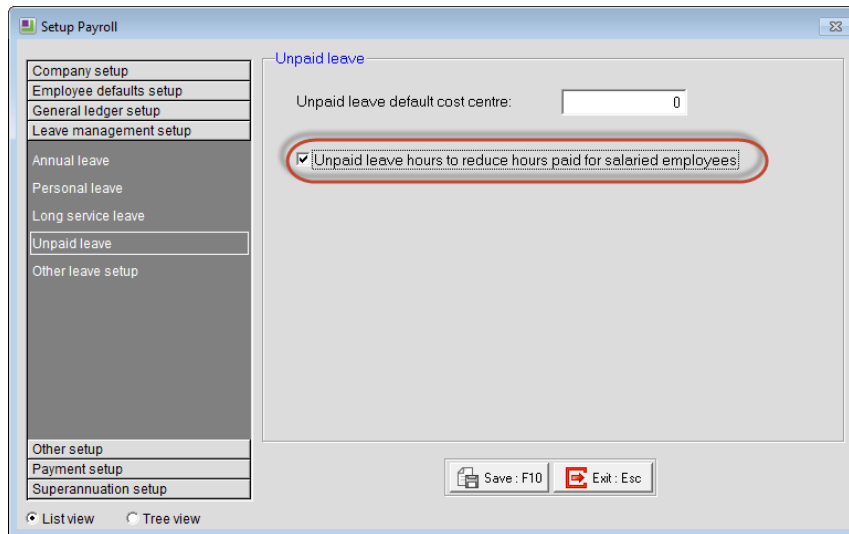 Setup Payroll
Company setup
Employee defaults setup
General ledger setup
Leave management setup
Annual leave
Personal leave
Long service leave
Unpaid leave
Other leave setup
Other setup
Payment setup
Superannuation setup
List view Tree view
Unpaid leave
Unpaid leave default cost centre: 0
Unpaid leave hours to reduce hours paid for salaried employees
Save : F10 Exit : Esc